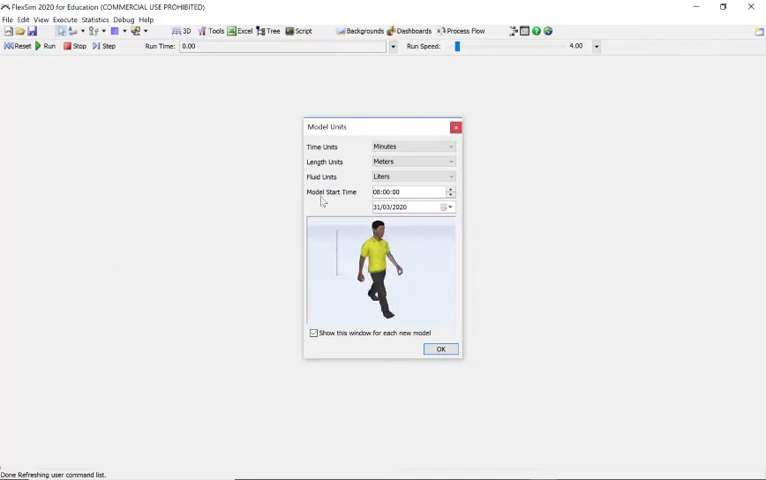 FlexSim 2020 for Education (COMMERCIAL USE PROHIBITED)
File Edit View Execute Statistics Debug Help
3D Tools Excel Tree Script Backgrounds Dashboards Process Flow
Reset Run Stop Step Run Time: 0.00 Run Speed: 4.00
Model Units
Time Units Minutes
Length Units Meters
Fluid Units Liters
Model Start Time 08:00:00
31/03/2020
Show this window for each new model
OK
Done Refreshing user command list.